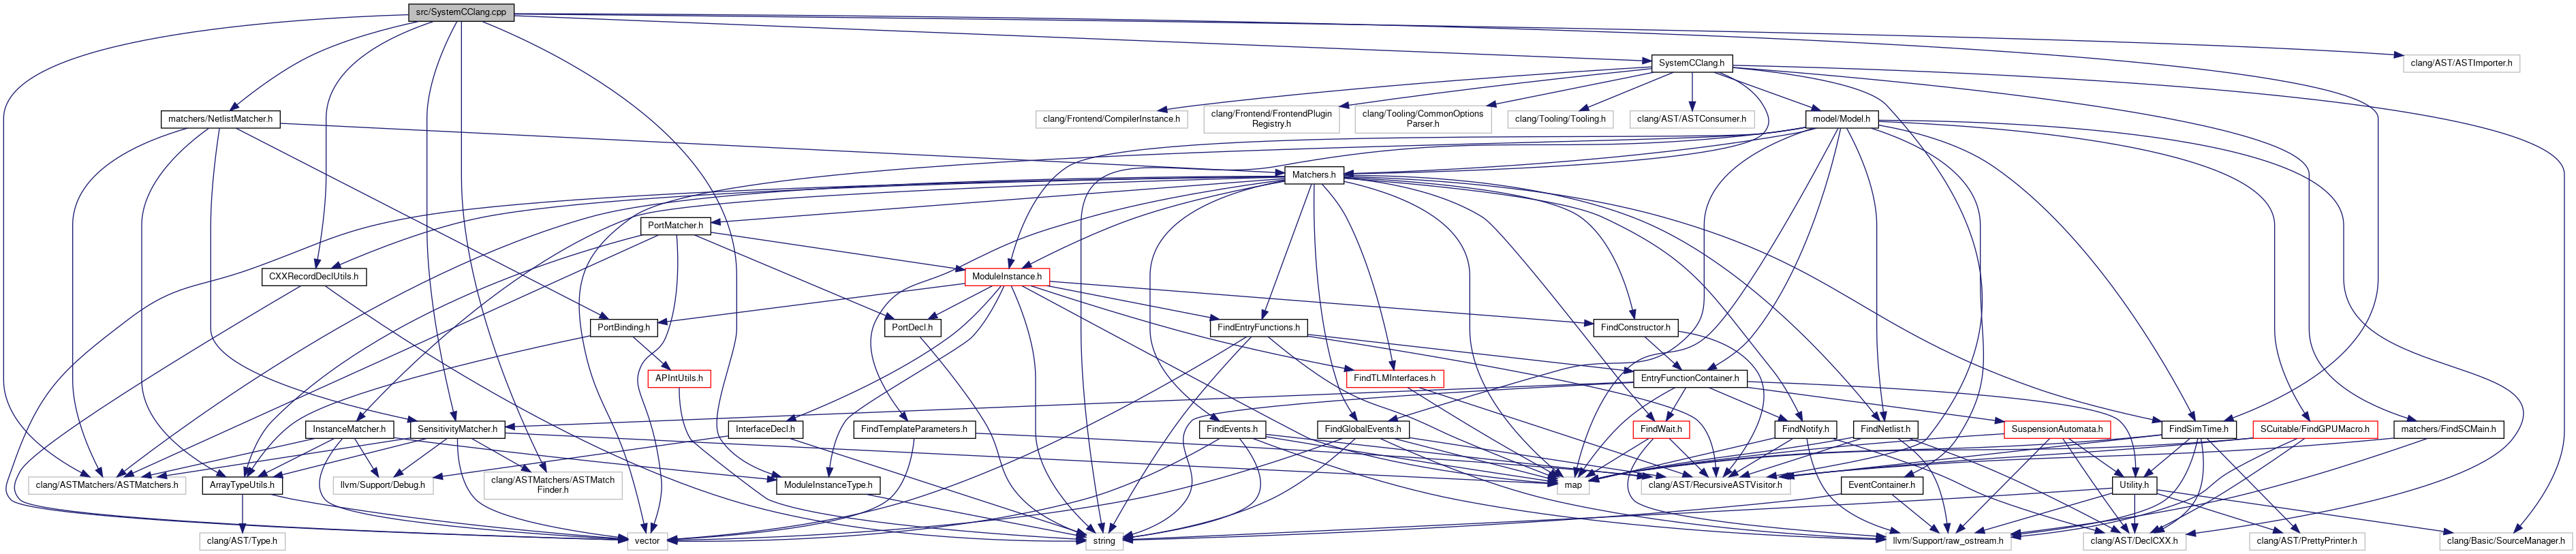 src/SystemCClang.cpp
SystemCClang.h
clang/AST/ASTImporter.h
matchers/NetlistMatcher.h
clang/Frontend/CompilerInstance.h
clang/Frontend/FrontendPlugin
Registry.h
clang/Tooling/CommonOptions
Parser.h
clang/Tooling/Tooling.h
clang/AST/ASTConsumer.h
model/Model.h
Matchers.h
PortMatcher.h
CXXRecordDeclUtils.h
ModuleInstance.h
PortBinding.h
PortDecl.h
FindEntryFunctions.h
FindConstructor.h
APIntUtils.h
FindTLMInterfaces.h
EntryFunctionContainer.h
InstanceMatcher.h
SensitivityMatcher.h
InterfaceDecl.h
FindTemplateParameters.h
FindEvents.h
FindGlobalEvents.h
FindWait.h
FindNotify.h
FindNetlist.h
SuspensionAutomata.h
FindSimTime.h
SCuitable/FindGPUMacro.h
matchers/FindSCMain.h
clang/ASTMatchers/ASTMatchers.h
ArrayTypeUtils.h
llvm/Support/Debug.h
clang/ASTMatchers/ASTMatch
Finder.h
ModuleInstanceType.h
map
clang/AST/RecursiveASTVisitor.h
EventContainer.h
Utility.h
clang/AST/Type.h
vector
string
llvm/Support/raw_ostream.h
clang/AST/DeclCXX.h
clang/AST/PrettyPrinter.h
clang/Basic/SourceManager.h